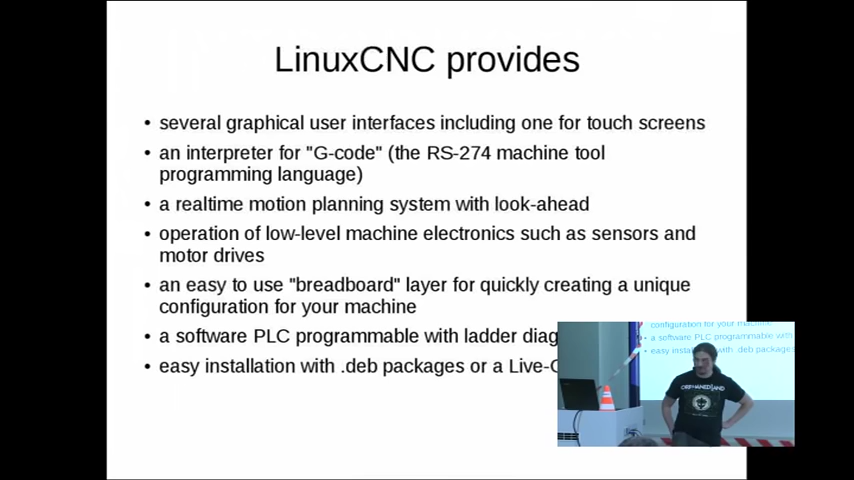 LinuxCNC provides
• several graphical user interfaces including one for touch screens
• an interpreter for "G-code" (the RS-274 machine tool
programming language)
• a realtime motion planning system with look-ahead
• operation of low-level machine electronics such as sensors and
motor drives
• an easy to use "breadboard" layer for quickly creating a unique
configuration for your machine
• a software PLC programmable with ladder
• easy installation with .deb packages or a
configuration for your machine
• a software PLC programmable with
• easy with .deb packages
ORPHANED LAND